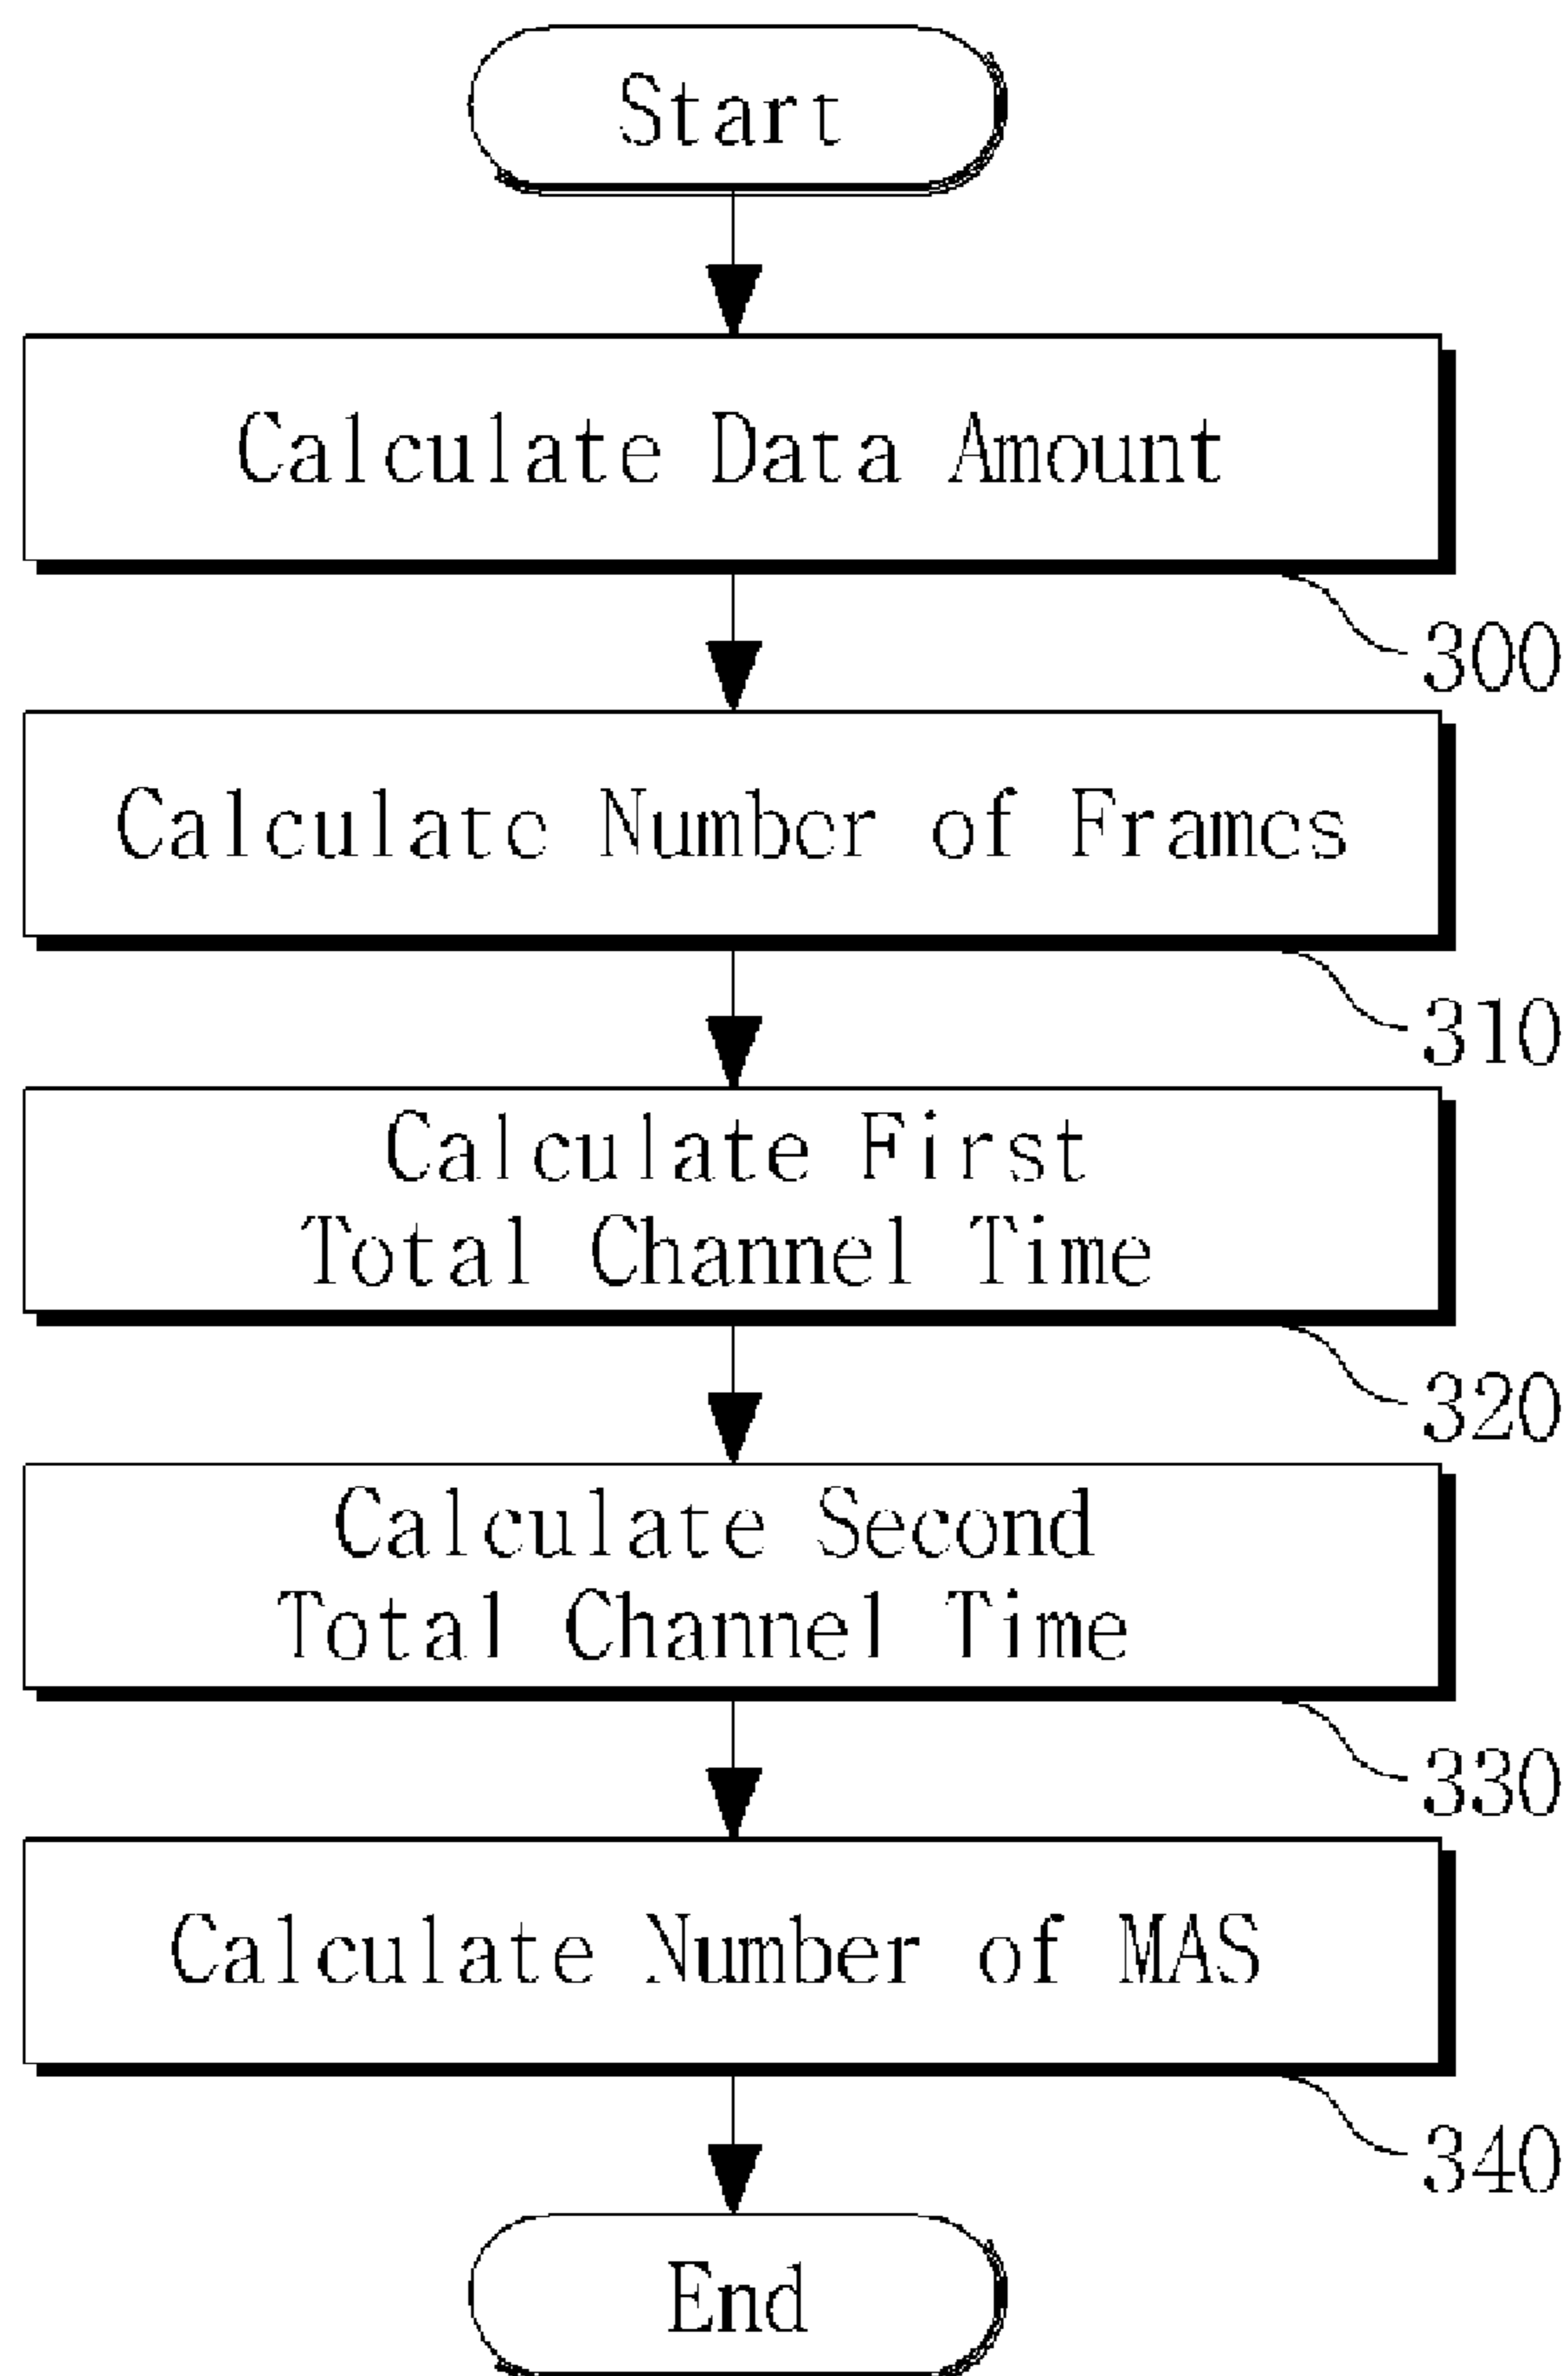 Start
Calculate Data Amount
300
Calculate Number of Frames
310
Calculate First
Total Channel Time
320
Calculate Second
Total Channel Time
330
Calculate Number of MAS
340
End